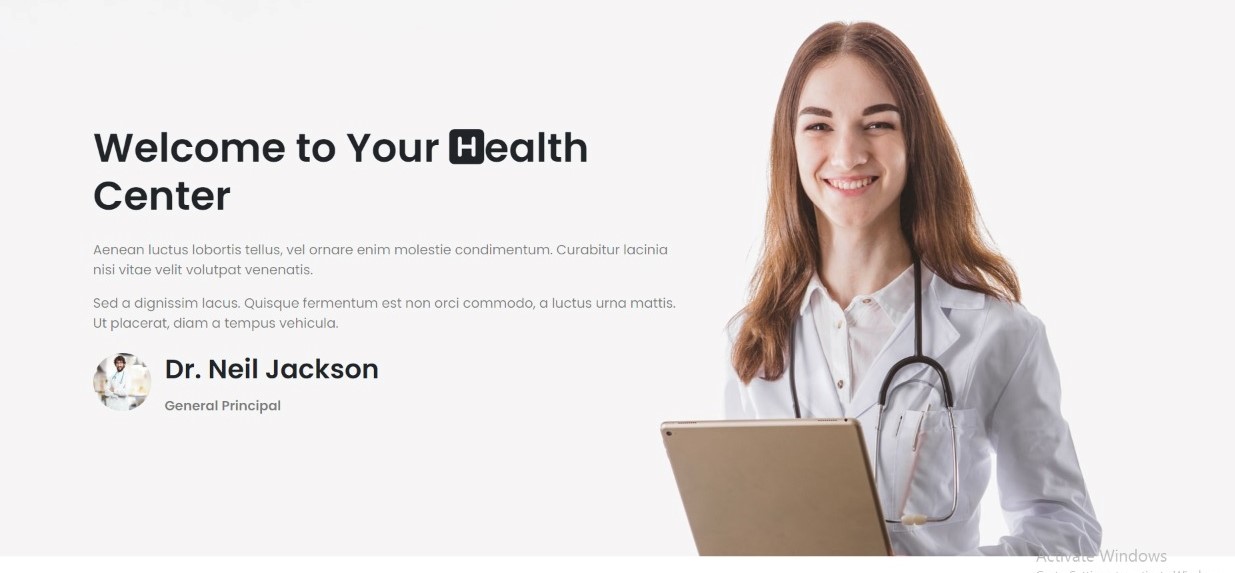 Welcome to Your Health
Center
Aenean luctus lobortis tellus, vel ornare enim molestie condimentum. Curabitur lacinia
nisi vitae velit volutpat venenatis.
Sed a dignissim lacus. Quisque fermentum est non orci commodo, a luctus urna mattis.
Ut placerat, diam a tempus vehicula.
Dr. Neil Jackson
General Principal
Activate Windows